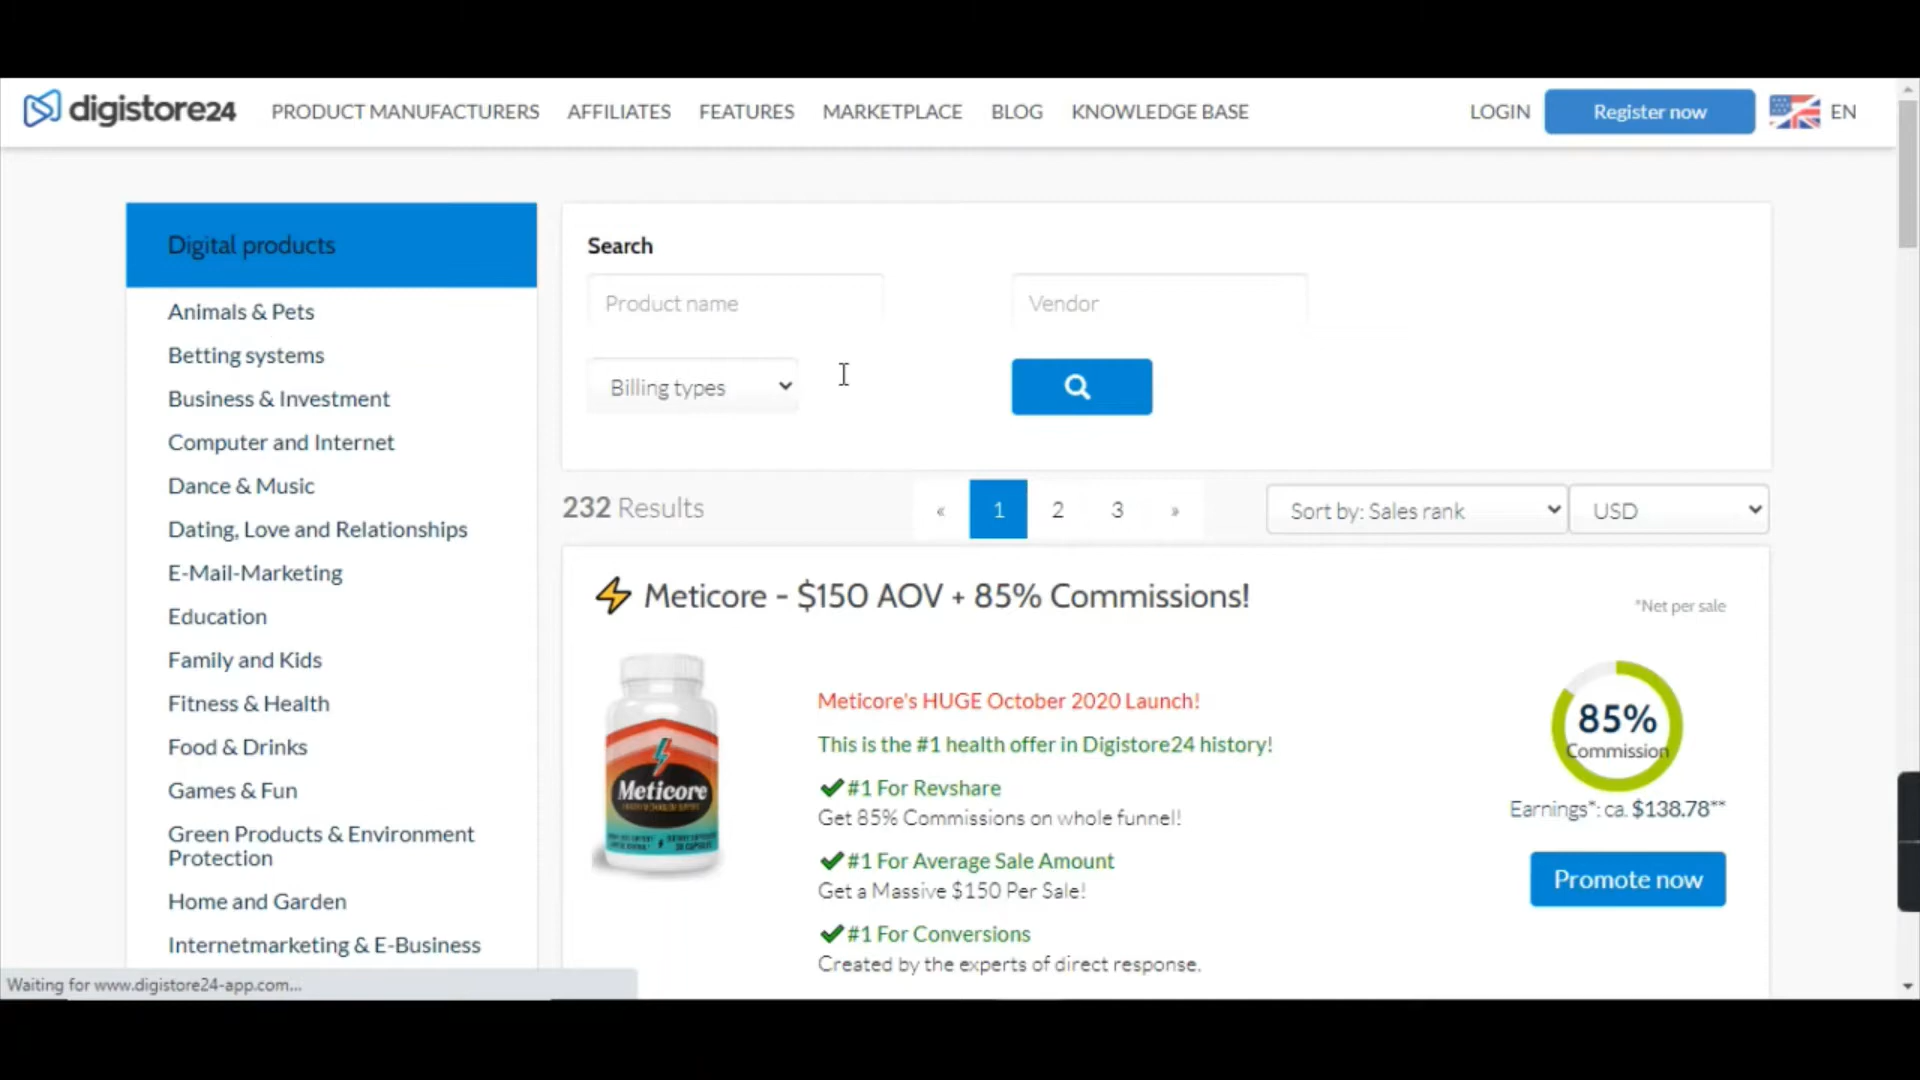 digistore24
PRODUCT MANUFACTURERS
AFFILIATES
FEATURES
MARKETPLACE
BLOG
KNOWLEDGE BASE
LOGIN
Register now
EN
Digital products
Animals & Pets
Betting systems
Business & Investment
Computer and Internet
Dance & Music
Dating, Love and Relationships
E-Mail-Marketing
Education
Family and Kids
Fitness & Health
Food & Drinks
Games & Fun
Green Products & Environment
Protection
Home and Garden
Internetmarketing & E-Business
Search
Product name
Vendor
Billing types
232 Results
«
1
2
3
»
Sort by: Sales rank
USD
Meticore - $150 AOV + 85% Commissions!
*Net per sale
Meticore
Meticore's HUGE October 2020 Launch!
This is the #1 health offer in Digistore24 history!
#1 For Revshare
Get 85% Commissions on whole funnel!
#1 For Average Sale Amount
Get a Massive $150 Per Sale!
#1 For Conversions
Created by the experts of direct response.
85%
Commission
Earnings*: ca. $138.78**
Promote now
Waiting for www.digistore24-app.com...